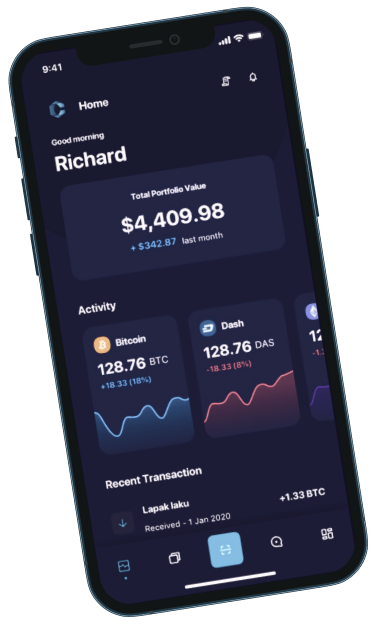 9:41
Home
Good morning
Richard
Total Portfolio Value
$4,409.98
+ $342.87 last month
Activity
Bitcoin
128.76 BTC
+18.33 (18%)
Dash
128.76 DAS
-18.33 (8%)
12
-1.
Recent Transaction
Lapak laku
Received - 1 Jan 2020
+1.33 BTC